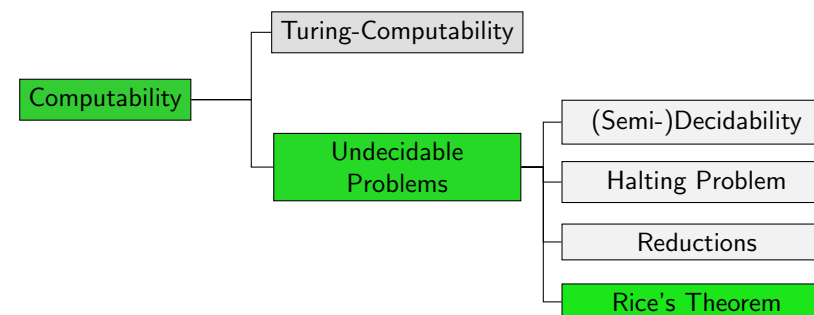 Turing-Computability
Computability
Undecidable
Problems
(Semi-)Decidability
Halting Problem
Reductions
Rice's Theorem